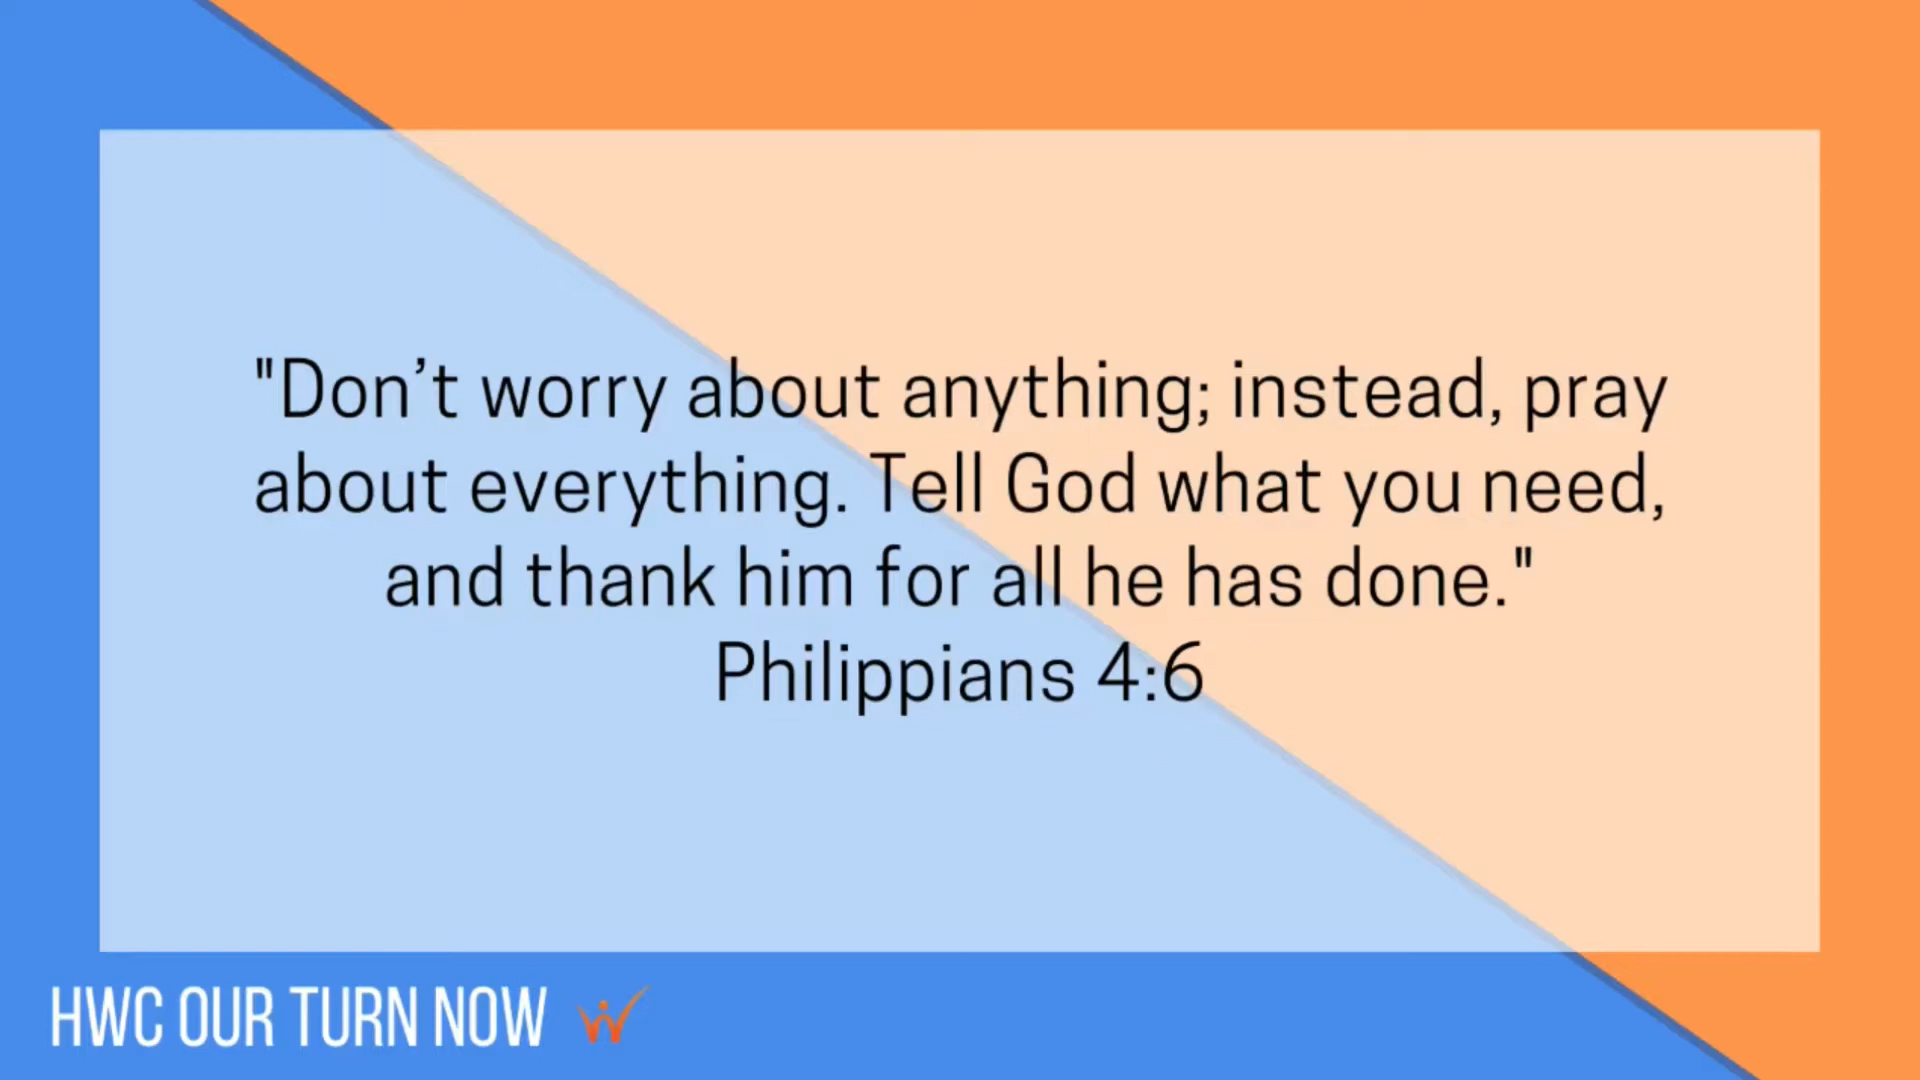 "Don’t worry about anything; instead, pray
about everything. Tell God what you need,
and thank him for all he has done."
Philippians 4:6
HWC OUR TURN NOW